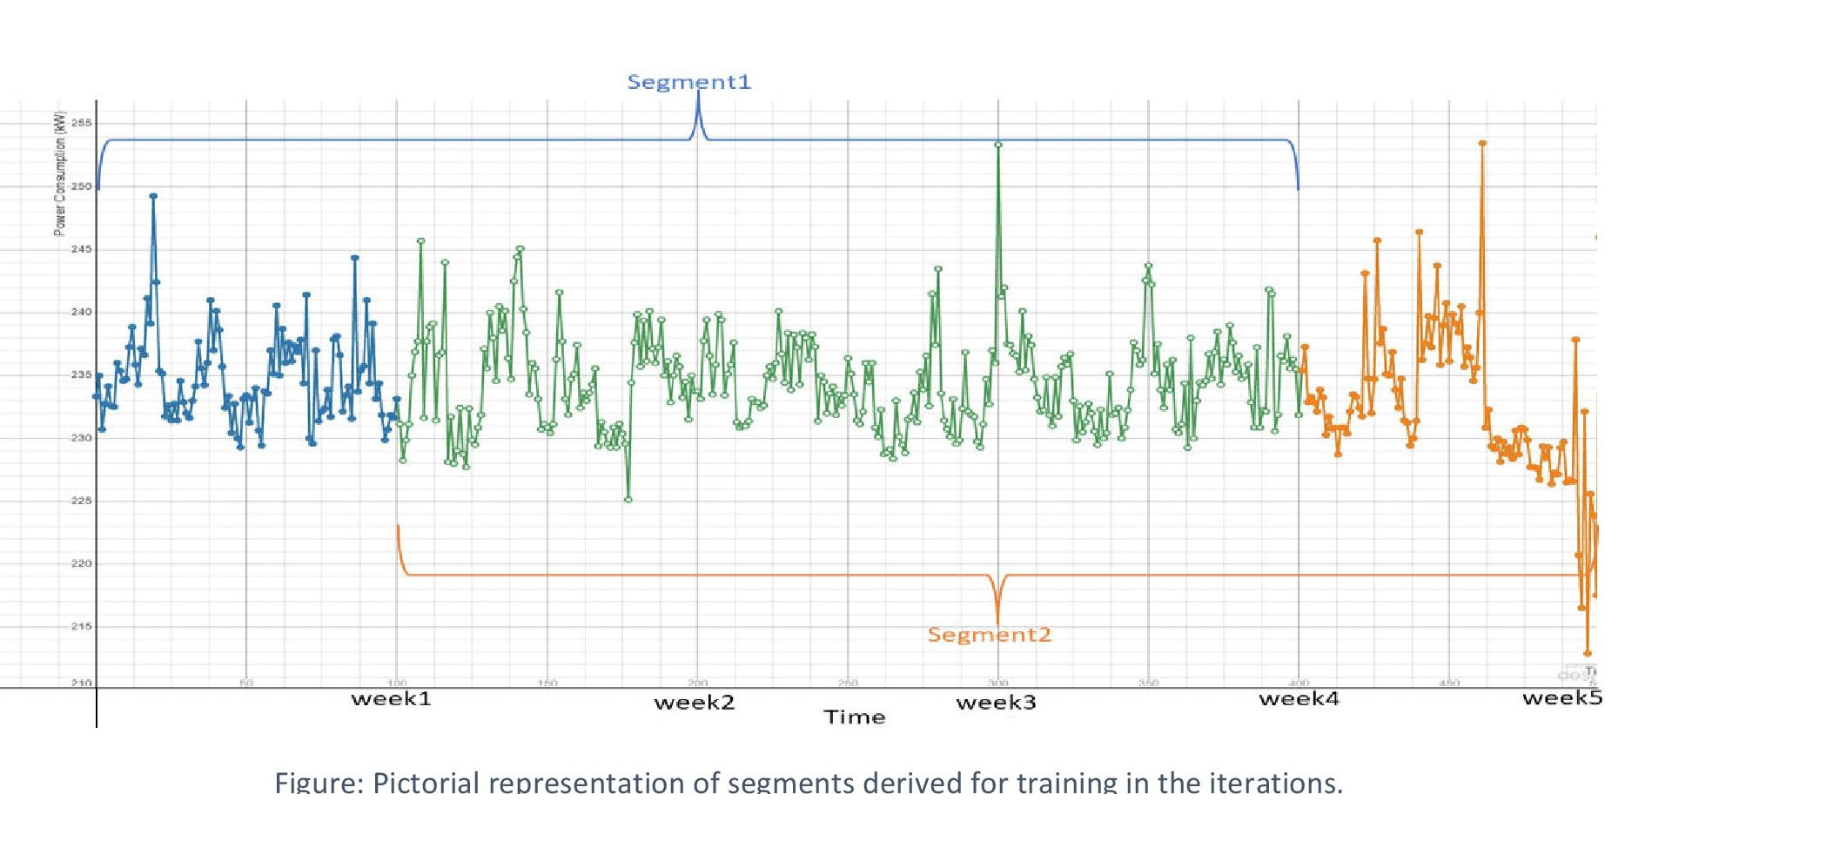 Segment1
Power Consumption (kW)
255
250
245
240
235
230
225
220
215
210
50
100
150
200
250
300
350
400
450
Segment2
week1
week2
week3
week4
week5
Time
Figure: Pictorial representation of segments derived for training in the iterations.